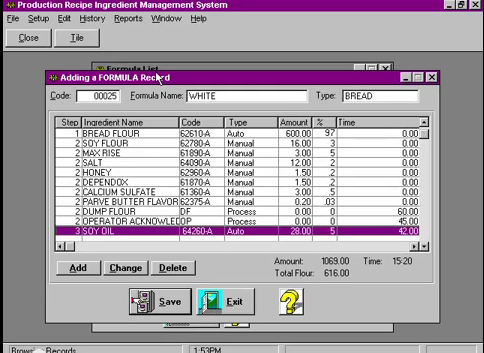 Production Recipe Ingredient Management System
File Setup Edit History Reports Window Help
Close Tile
Formula List
Adding a FORMULA Record
Code: 00025 Formula Name: WHITE Type: BREAD
Step Ingredient Name Code Type Amount % Time
1 BREAD FLOUR 62610-A Auto 600.00 97 0.00
2 SOY FLOUR 62780-A Manual 16.00 3 0.00
2 MAX RISE 61890-A Manual 3.00 5 0.00
2 SALT 64090-A Manual 12.00 2 0.00
2 HONEY 62960-A Manual 1.50 .2 0.00
2 DEPENDOX 61870-A Manual 1.50 .2 0.00
2 CALCIUM SULFATE 61360-A Manual 3.00 .5 0.00
2 PARVE BUTTER FLAVOR 62375-A Manual 0.20 .03 0.00
2 DUMP FLOUR DF Process 0.00 0 60.00
2 OPERATOR ACKNOWLED OP Process 0.00 0 45.00
3 SOY OIL 64260-A Auto 28.00 5 42.00
Add Change Delete
Amount: 1069.00 Time: 15:20
Total Flour: 616.00
Save Exit
Records
1:53PM